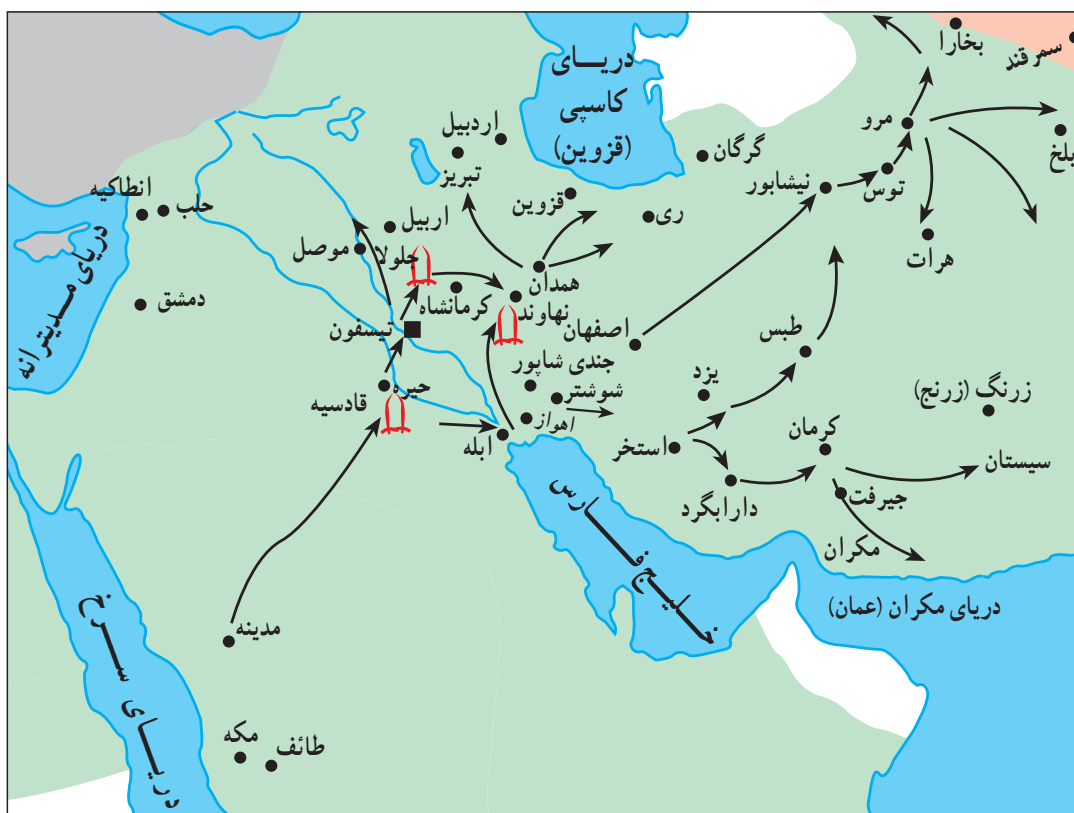 بخارا
سمرقند
دریای
کاسپی
(قزوین)
مرو
بلخ
اردبیل
تبریز
گرگان
نیشابور
توس
قزوین
ری
هرات
انطاکیه
حلب
اربیل
موصل
جلولا
همدان
نهاوند
کرمانشاه
دریای مدیترانه
دمشق
تیسفون
اصفهان
طبس
جندی شاپور
شوشتر
یزد
زرنگ (زرنج)
حیره
قادسیه
اهواز
ابله
استخر
کرمان
سیستان
جیرفت
دارابگرد
مکران
خلیج فارس
دریای مکران (عمان)
مدینه
دریای سرخ
مکه
طائف